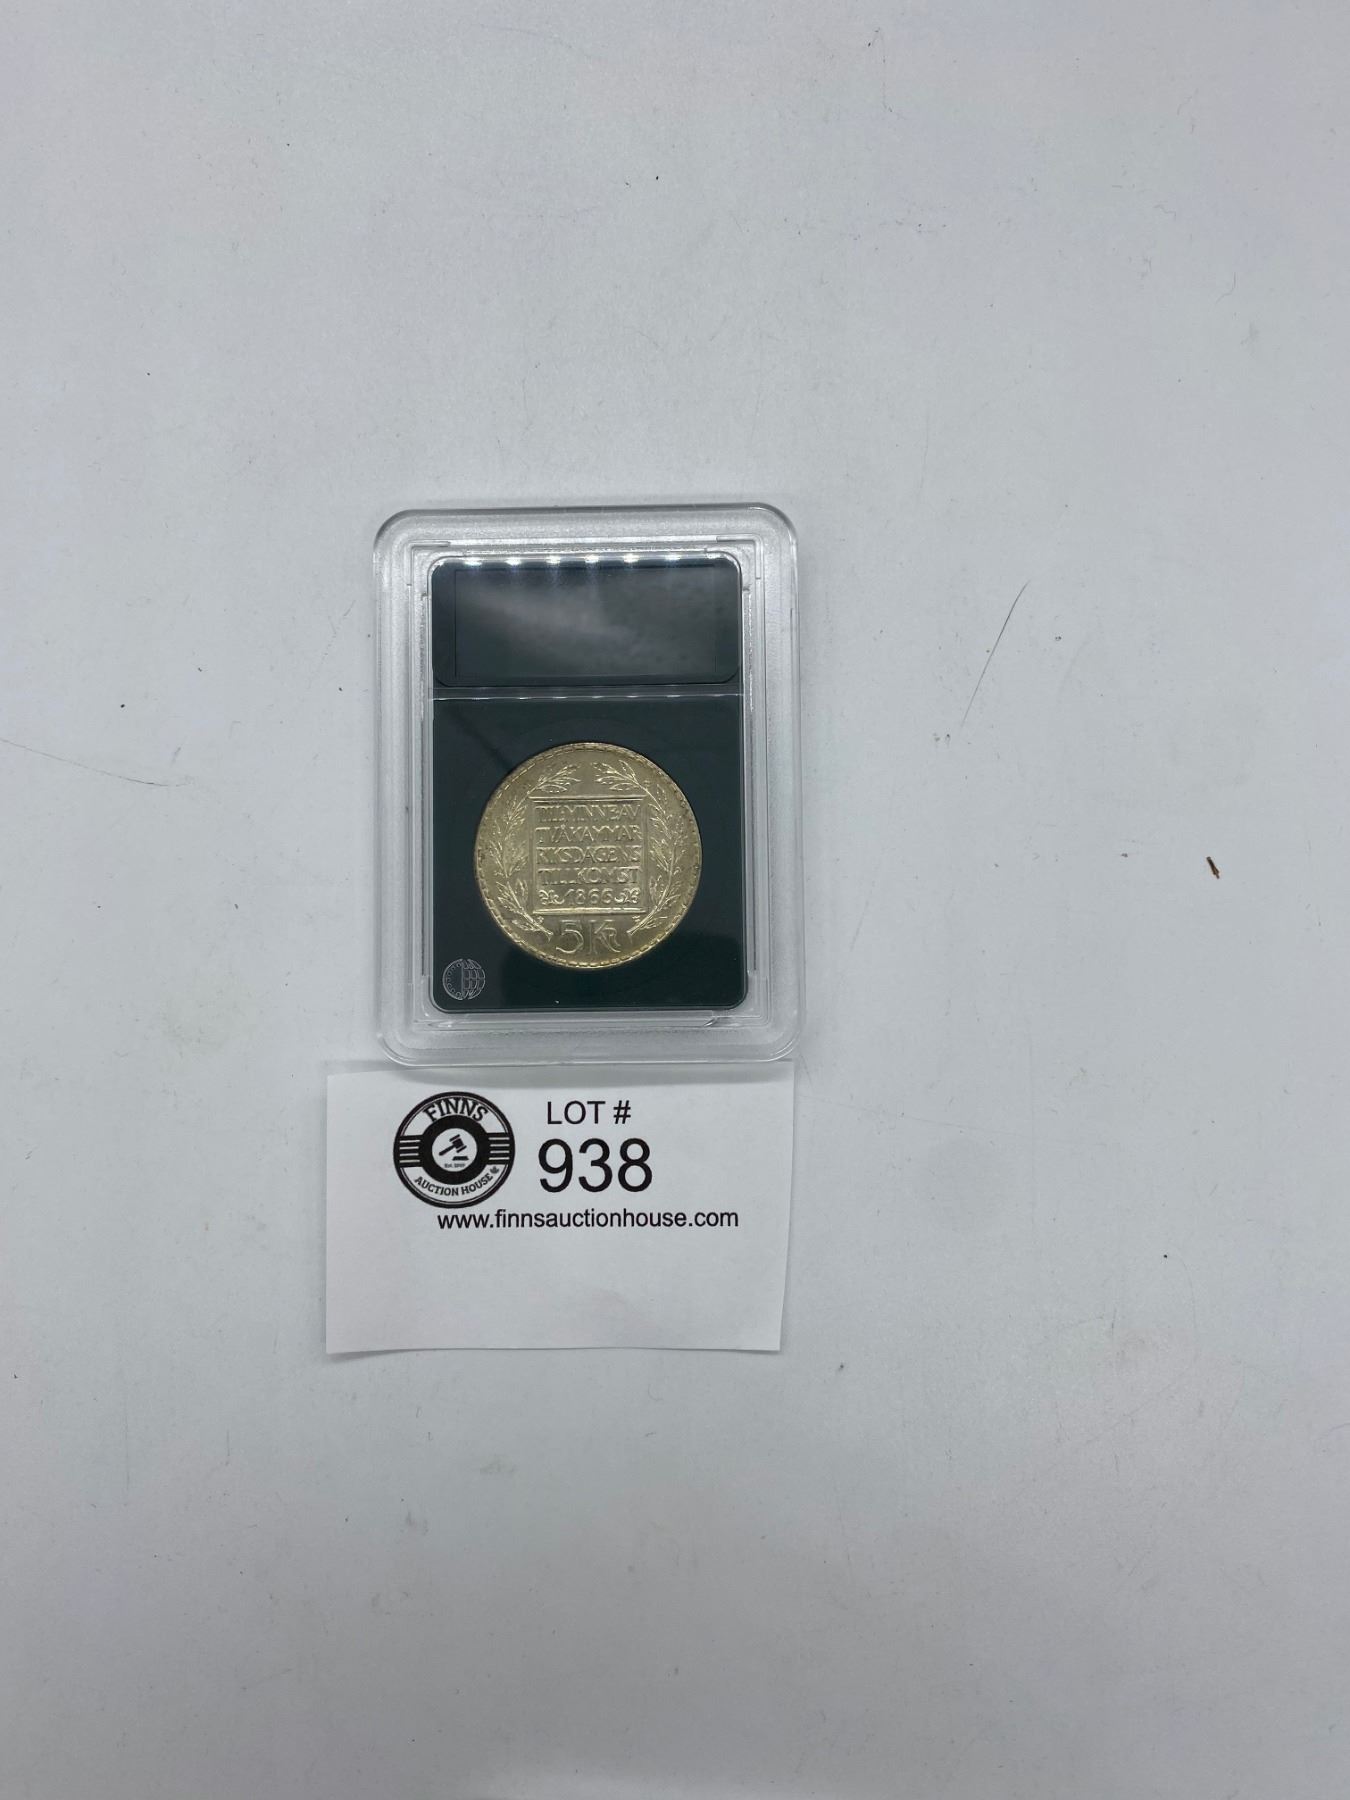 TILL·MINNE·AV
TVÅKAMMAR
RIKSDAGENS
TILLKOMST
1866
5 KR
FINNS
AUCTION HOUSE
LOT #
938
www.finnsauctionhouse.com